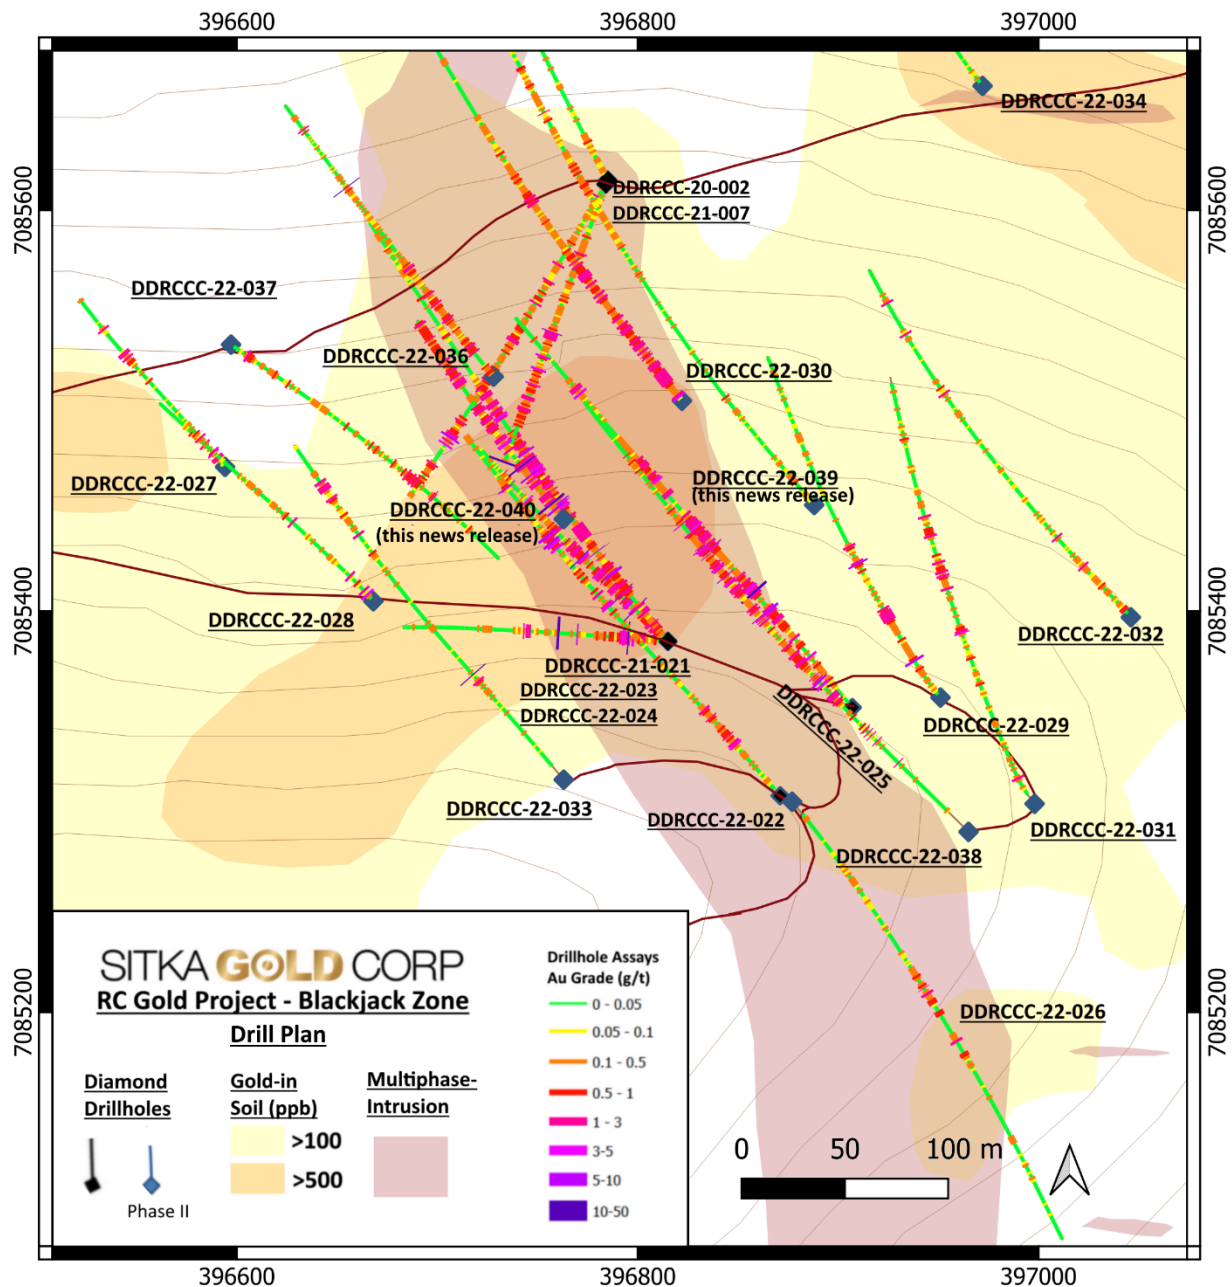 396600
396800
397000
DDRCCC-22-034
7085600
7085600
DDRCCC-20-002
DDRCCC-21-007
DDRCCC-22-037
DDRCCC-22-036
DDRCCC-22-030
DDRCCC-22-027
DDRCCC-22-039
(this news release)
DDRCCC-22-040
(this news release)
7085400
7085400
DDRCCC-22-028
DDRCCC-22-032
DDRCCC-21-021
DDRCCC-22-023
DDRCCC-22-024
DDRCCC-22-025
DDRCCC-22-029
DDRCCC-22-033
DDRCCC-22-022
DDRCCC-22-031
DDRCCC-22-038
7085200
7085200
DDRCCC-22-026
SITKA GOLD CORP
RC Gold Project - Blackjack Zone
Drill Plan
Diamond
Drillholes
Phase II
Gold-in
Soil (ppb)
>100
>500
Multiphase-
Intrusion
Drillhole Assays
Au Grade (g/t)
0 - 0.05
0.05 - 0.1
0.1 - 0.5
0.5 - 1
1 - 3
3-5
5-10
10-50
0 50 100 m
396600
396800
397000